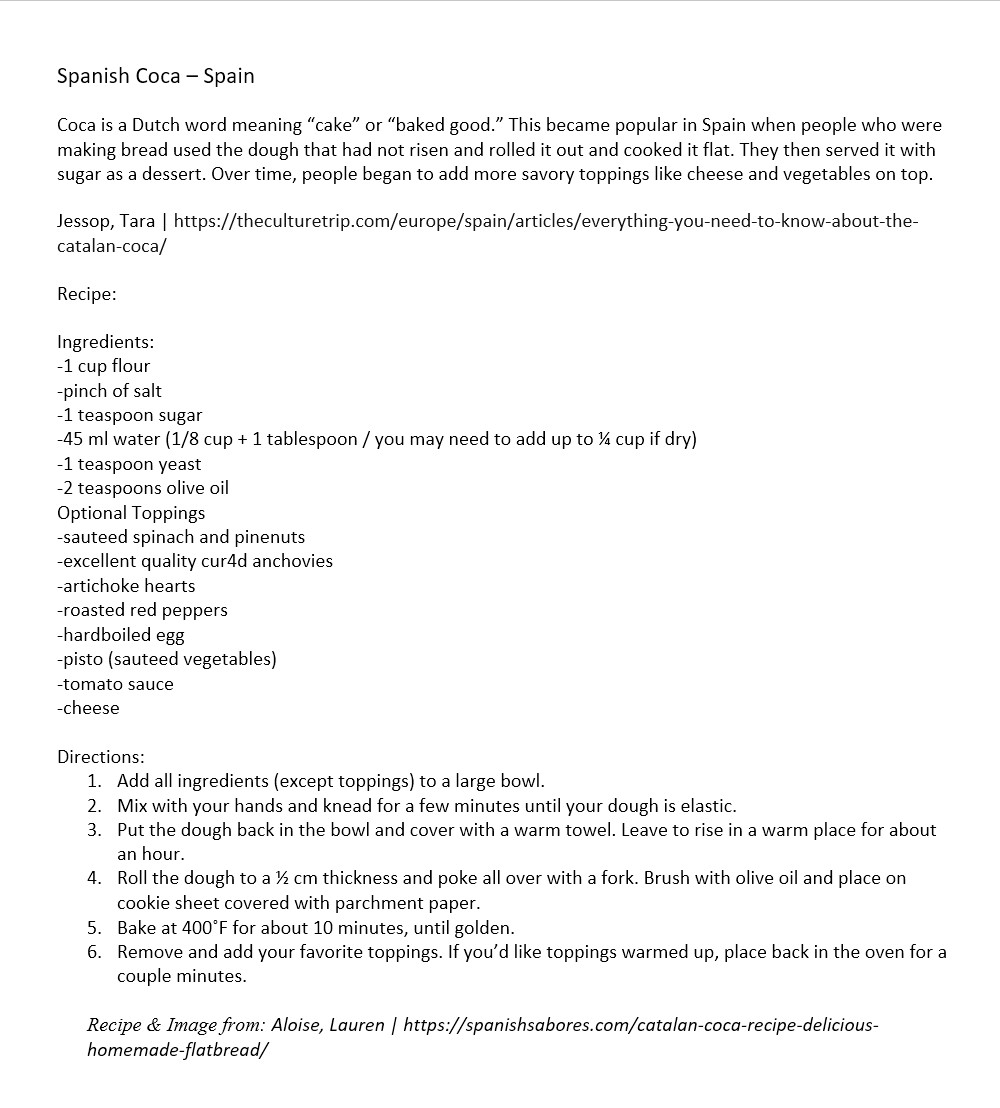 Spanish Coca – Spain
Coca is a Dutch word meaning “cake” or “baked good.” This became popular in Spain when people who were
making bread used the dough that had not risen and rolled it out and cooked it flat. They then served it with
sugar as a dessert. Over time, people began to add more savory toppings like cheese and vegetables on top.
Jessop, Tara | https://theculturetrip.com/europe/spain/articles/everything-you-need-to-know-about-the-
catalan-coca/
Recipe:
Ingredients:
-1 cup flour
-pinch of salt
-1 teaspoon sugar
-45 ml water (1/8 cup + 1 tablespoon / you may need to add up to ¼ cup if dry)
-1 teaspoon yeast
-2 teaspoons olive oil
Optional Toppings
-sauteed spinach and pinenuts
-excellent quality cur4d anchovies
-artichoke hearts
-roasted red peppers
-hardboiled egg
-pisto (sauteed vegetables)
-tomato sauce
-cheese
Directions:
1. Add all ingredients (except toppings) to a large bowl.
2. Mix with your hands and knead for a few minutes until your dough is elastic.
3. Put the dough back in the bowl and cover with a warm towel. Leave to rise in a warm place for about
an hour.
4. Roll the dough to a ½ cm thickness and poke all over with a fork. Brush with olive oil and place on
cookie sheet covered with parchment paper.
5. Bake at 400°F for about 10 minutes, until golden.
6. Remove and add your favorite toppings. If you’d like toppings warmed up, place back in the oven for a
couple minutes.
Recipe & Image from: Aloise, Lauren | https://spanishsabores.com/catalan-coca-recipe-delicious-
homemade-flatbread/